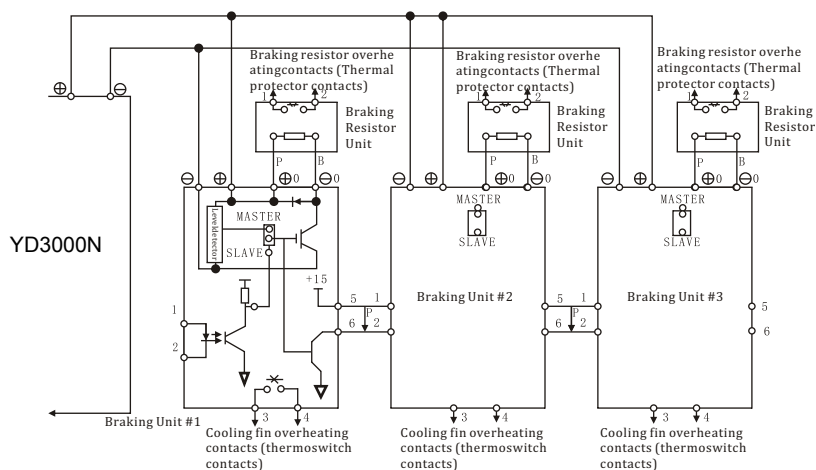 Braking resistor overhe
atingcontacts (Thermal
protector contacts)
Braking resistor overhe
atingcontacts (Thermal
protector contacts)
Braking resistor overhe
atingcontacts (Thermal
protector contacts)
⊕ ⊖
1 2
1 2
1 2
Braking
Resistor
Unit
Braking
Resistor
Unit
Braking
Resistor
Unit
P B
P B
P B
⊖ ⊕ ⊕0 ⊖0
⊖ ⊕ ⊕0 ⊖0
⊖ ⊕ ⊕0 ⊖0
YD3000N
Leveldetector
MASTER
SLAVE
MASTER
SLAVE
MASTER
SLAVE
+15
1
2
5 P 1
6 2
Braking Unit #2
5 P 1
6 2
Braking Unit #3
5
6
3 4
3 4
3 4
Braking Unit #1
Cooling fin overheating
contacts (thermoswitch
contacts)
Cooling fin overheating
contacts (thermoswitch
contacts)
Cooling fin overheating
contacts (thermoswitch
contacts)